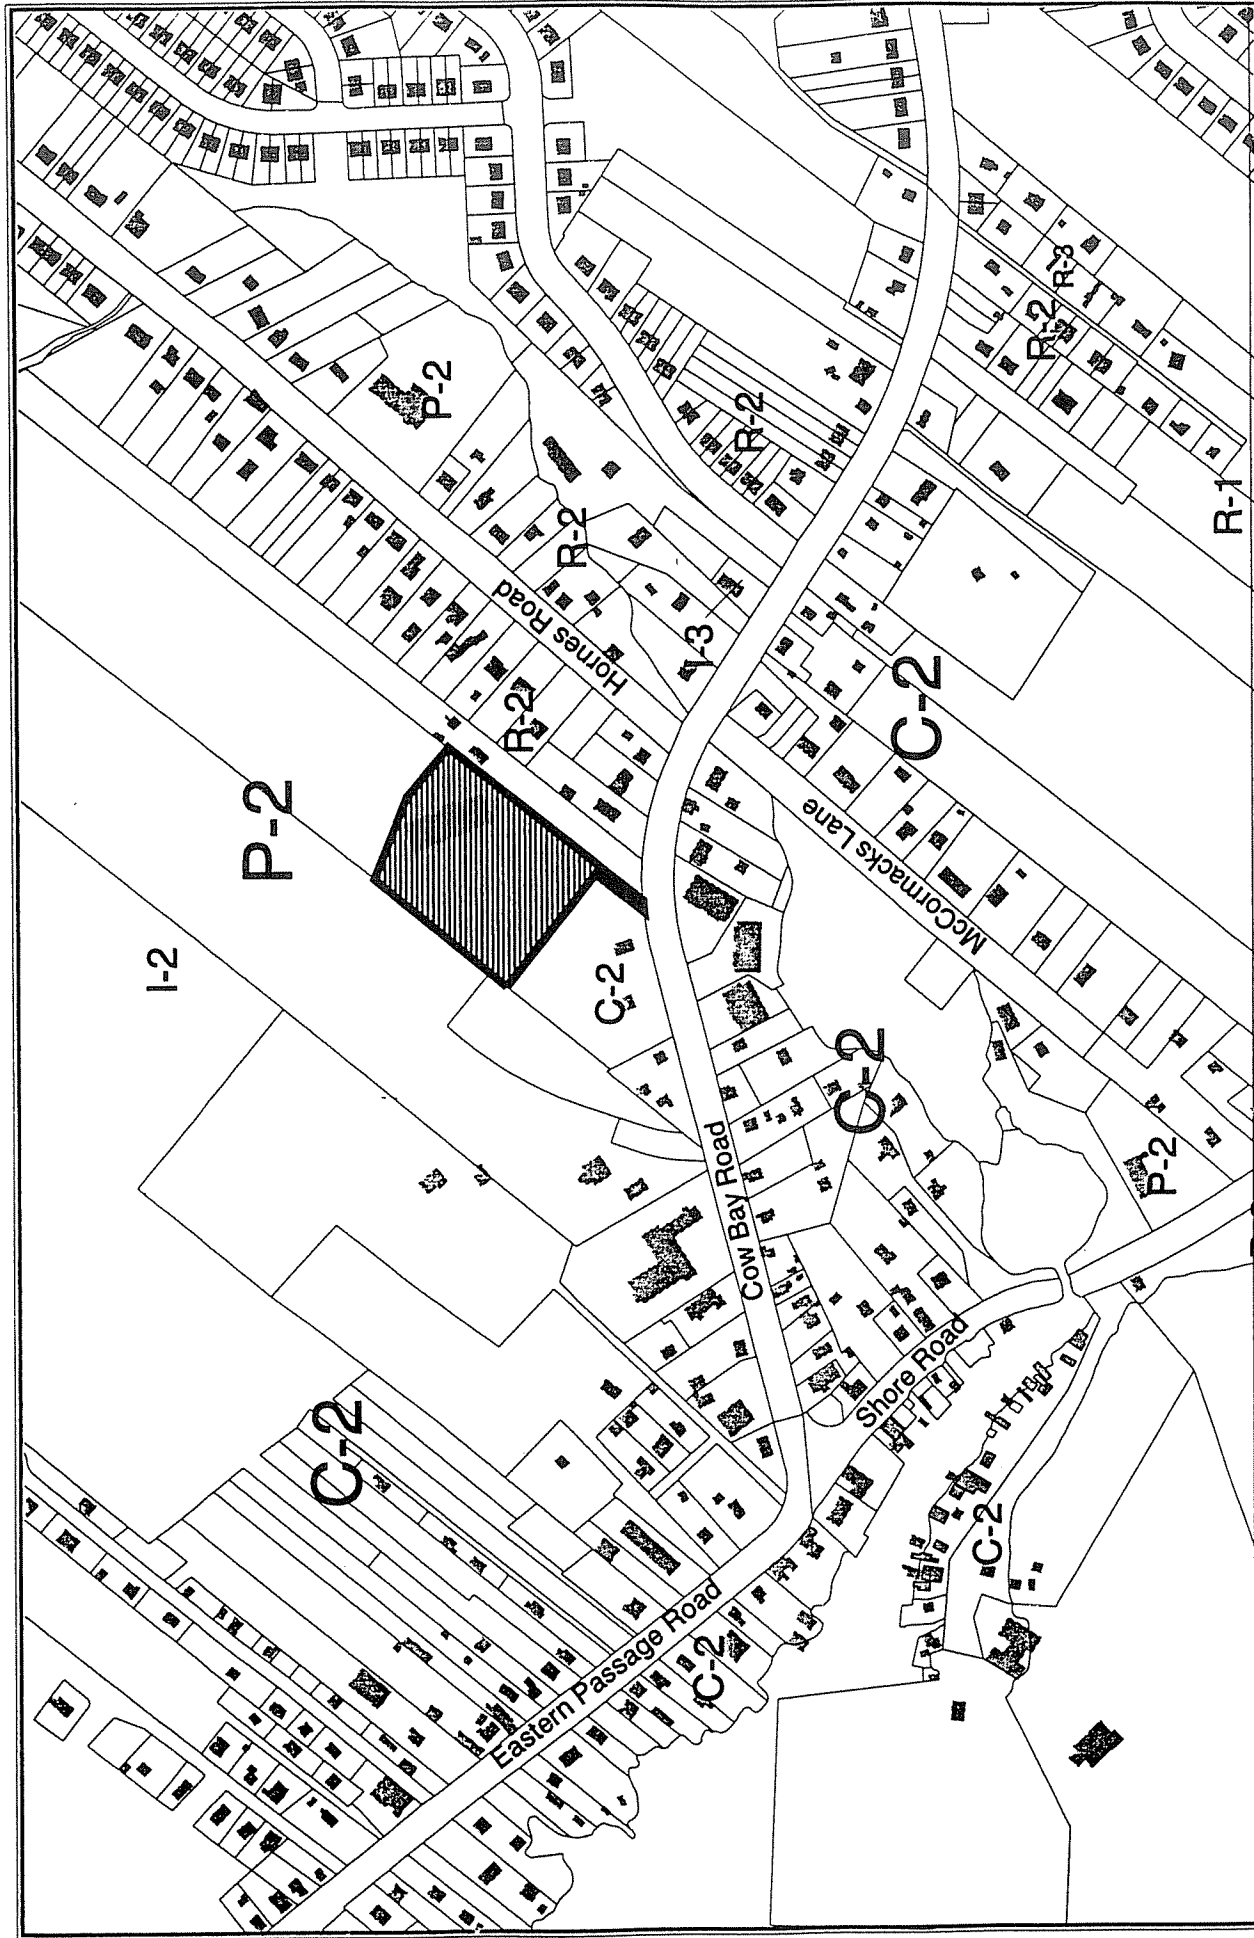 R-3
R-2
P-2
R-2
R-1
R-2
Hornes Road
I-3
C-2
R-2
P-2
McCormacks Lane
I-2
C-2
C-2
Cow Bay Road
P-2
Shore Road
C-2
C-2
Eastern Passage Road
C-2